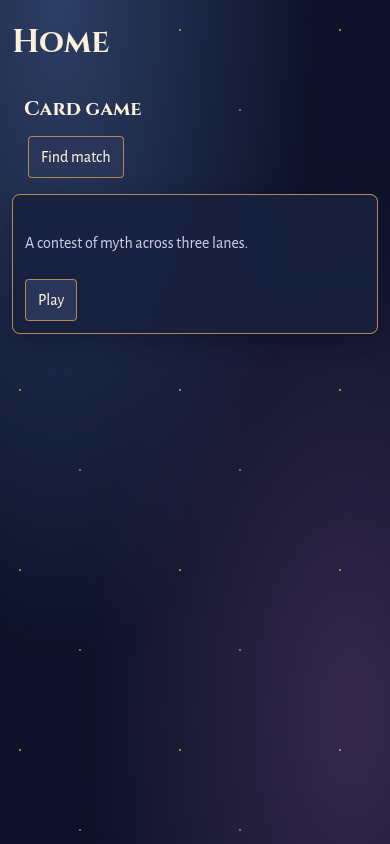 Home
Card game
Find match
A contest of myth across three lanes.
Play